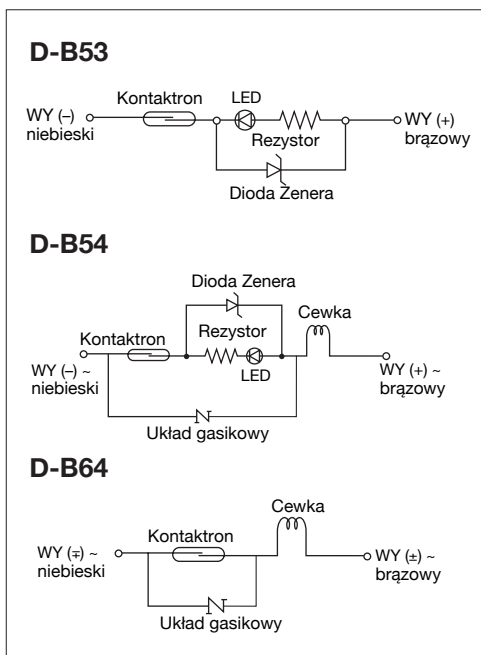 D-B53
Kontaktron
LED
WY (–)
niebieski
Rezystor
WY (+)
brązowy
Dioda Zenera
D-B54
Dioda Zenera
Cewka
Kontaktron
Rezystor
WY (–) ~
niebieski
LED
WY (+) ~
brązowy
Układ gasikowy
D-B64
Cewka
Kontaktron
WY (∓) ~
niebieski
WY (±) ~
brązowy
Układ gasikowy